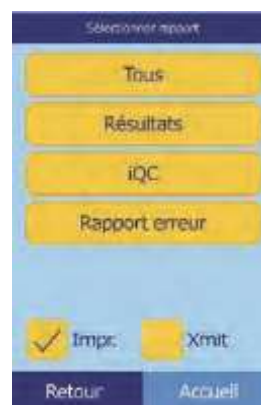 Sélectionner rapport
Tous
Résultats
iQC
Rapport erreur
Impr. Xmit
Retour Accueil